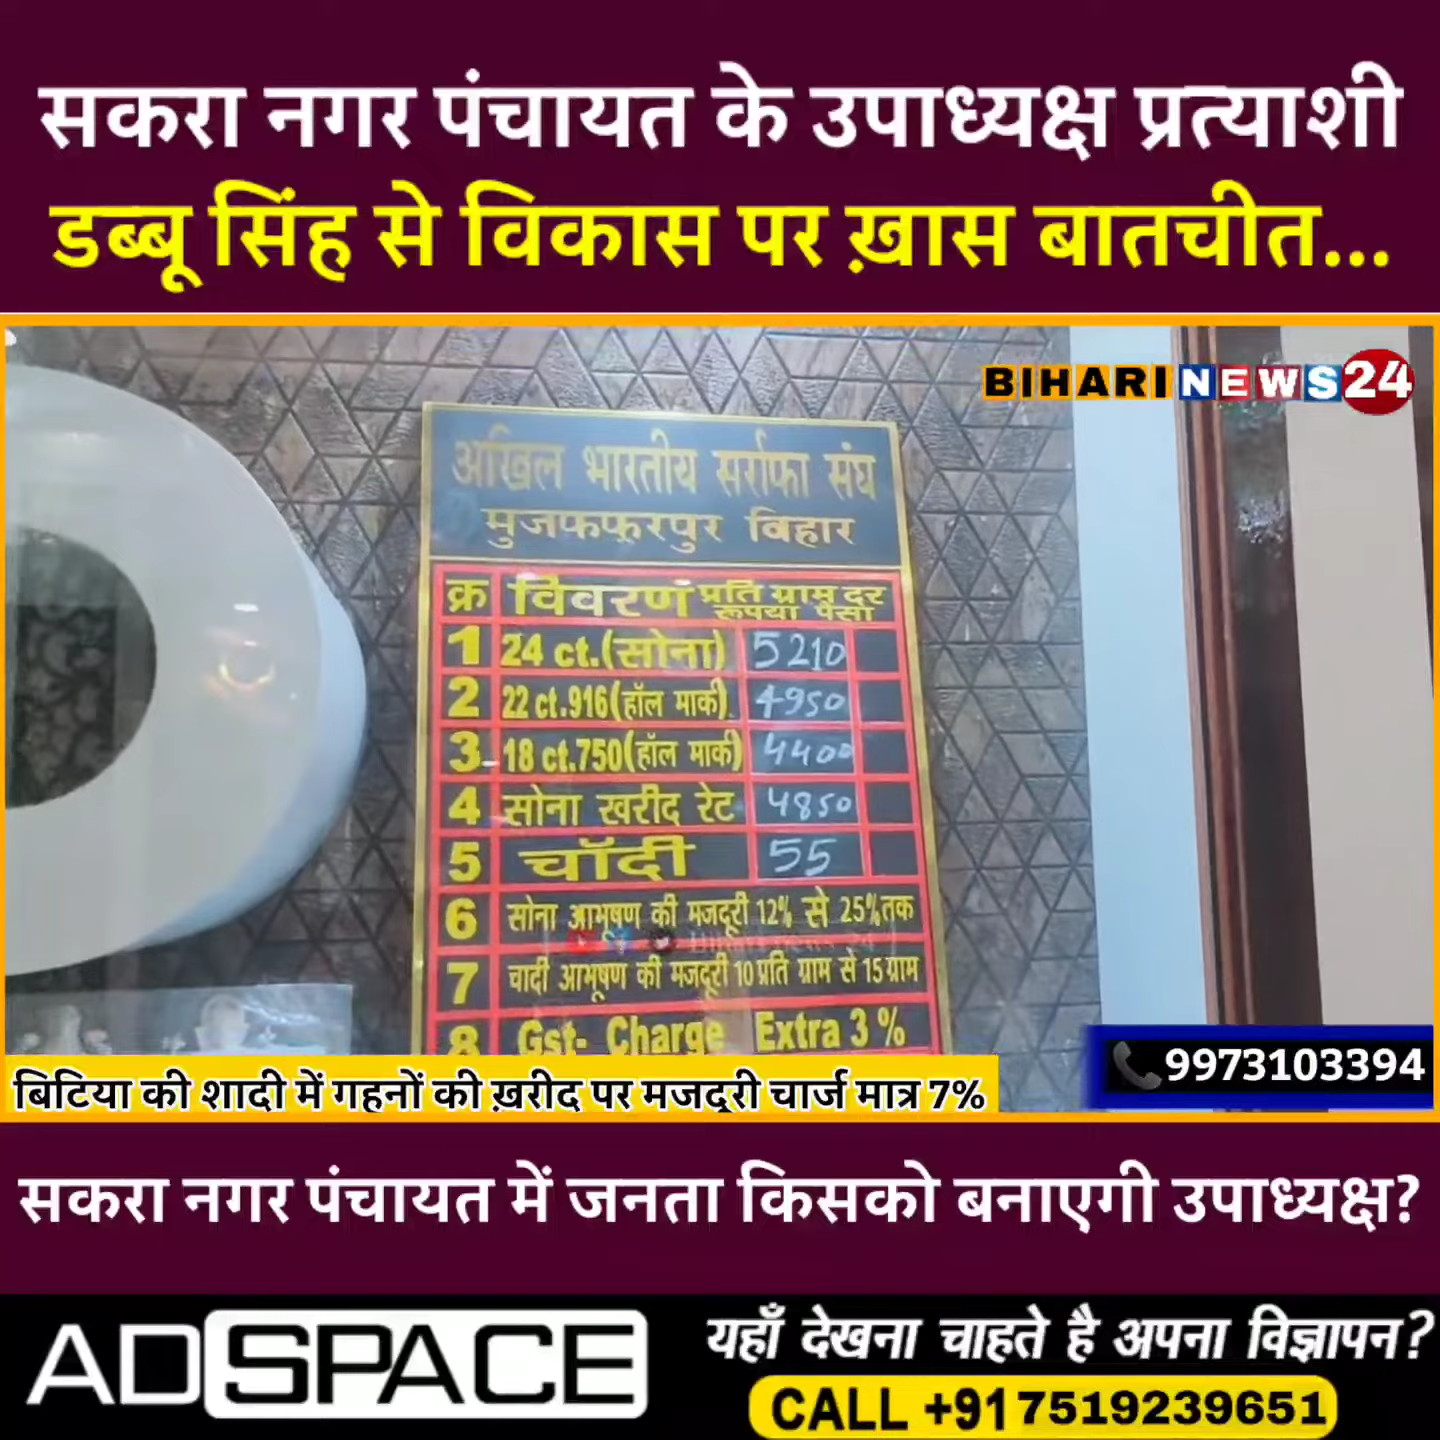 सकरा नगर पंचायत के उपाध्यक्ष प्रत्याशी
डब्बू सिंह से विकास पर ख़ास बातचीत...
BIHARI NEWS24
अखिल भारतीय सर्राफा संघ
मुजफ्फरपुर बिहार
क्र विवरण प्रति ग्राम दर
रूपया पैसा
1 24 ct.(सोना) 5210
2 22 ct.916(हॉल मार्क) 4950
3 18 ct.750(हॉल मार्क) 4400
4 सोना खरीद रेट 4850
5 चाँदी 55
6 सोना आभूषण की मजदूरी 12% से 25% तक
7 चादी आभूषण की मजदूरी 10 प्रति ग्राम से 15 ग्राम
8 Gst- Charge Extra 3 %
9973103394
बिटिया की शादी में गहनों की ख़रीद पर मजदूरी चार्ज मात्र 7%
सकरा नगर पंचायत में जनता किसको बनाएगी उपाध्यक्ष?
AD SPACE
यहाँ देखना चाहते है अपना विज्ञापन?
CALL +917519239651